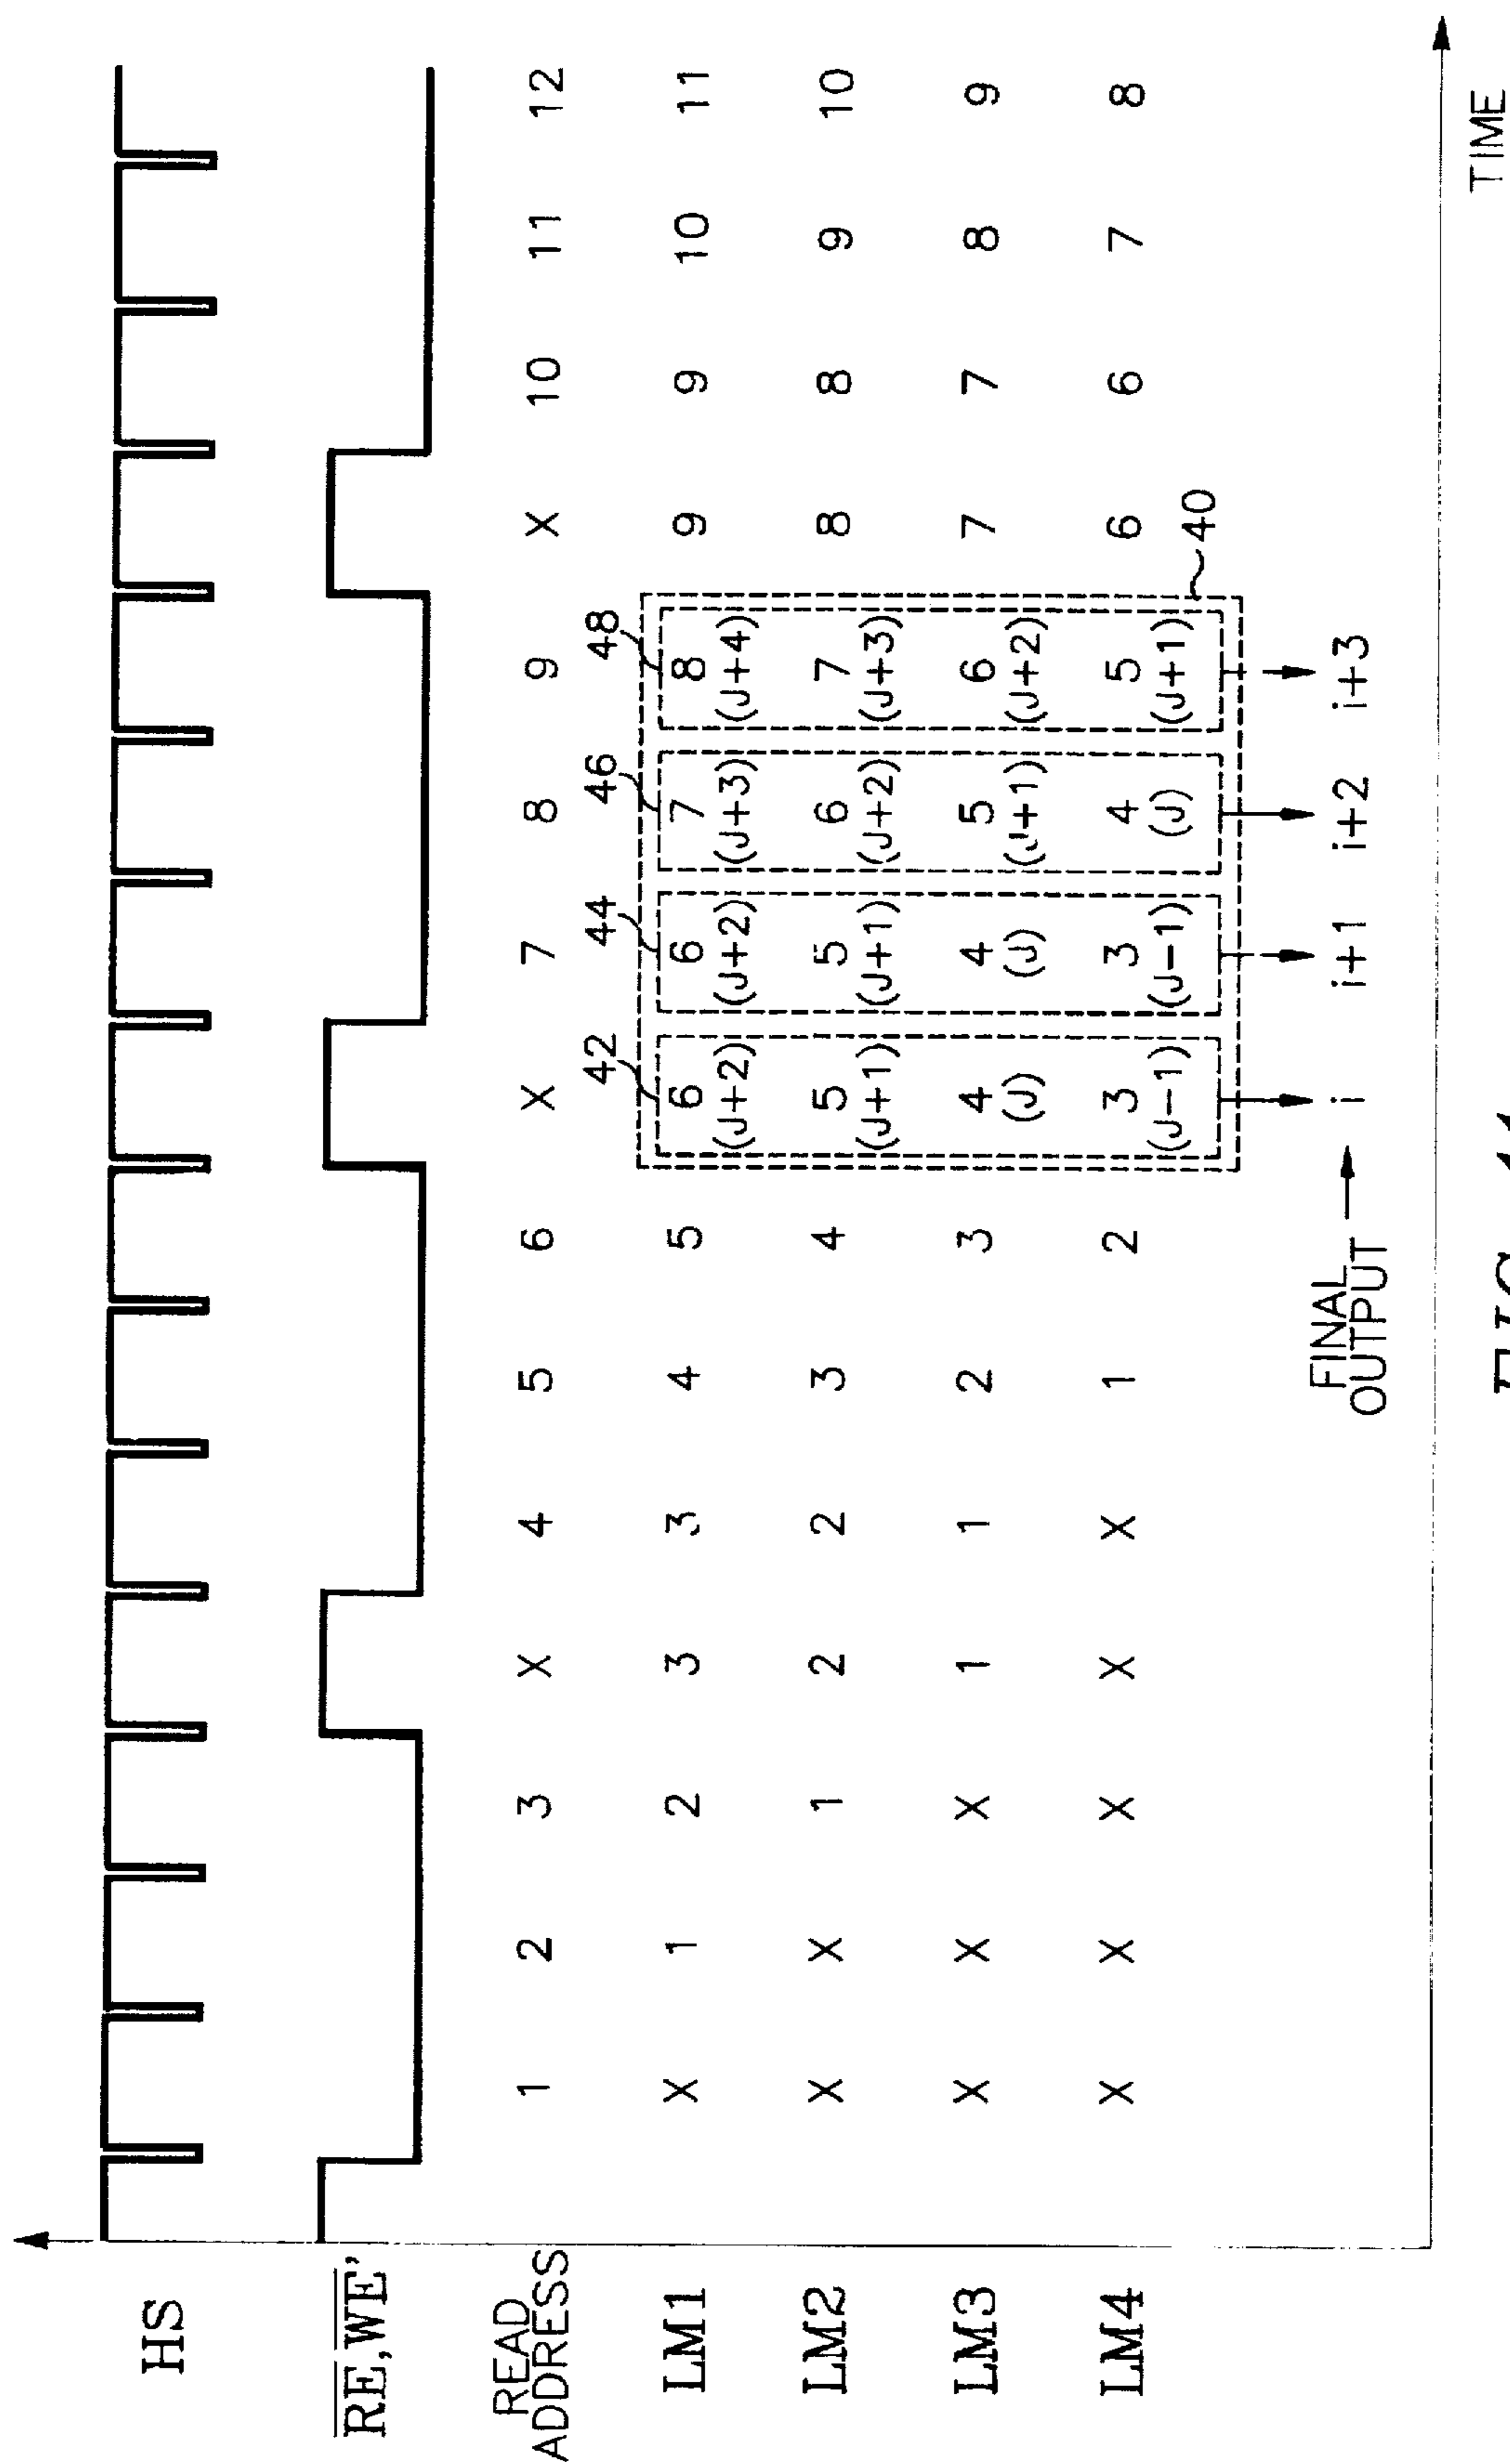 HS
RE,WE'
READ
ADDRESS 1 2 3 X 4 5 6 X 7 8 9 X 10 11 12
42 44 46 48
LM1 X 1 2 3 3 4 5 6 6 7 8 9 9 10 11
(J+2) (J+2) (J+3) (J+4)
LM2 X X 1 2 2 3 4 5 5 6 7 8 8 9 10
(J+1) (J+1) (J+2) (J+3)
LM3 X X X 1 1 2 3 4 4 5 6 7 7 8 9
(J) (J) (J+1) (J+2)
LM4 X X X X X 1 2 3 3 4 5 6 6 7 8
(J-1) (J-1) (J) (J+1)
40
FINAL
OUTPUT i i+1 i+2 i+3
TIME